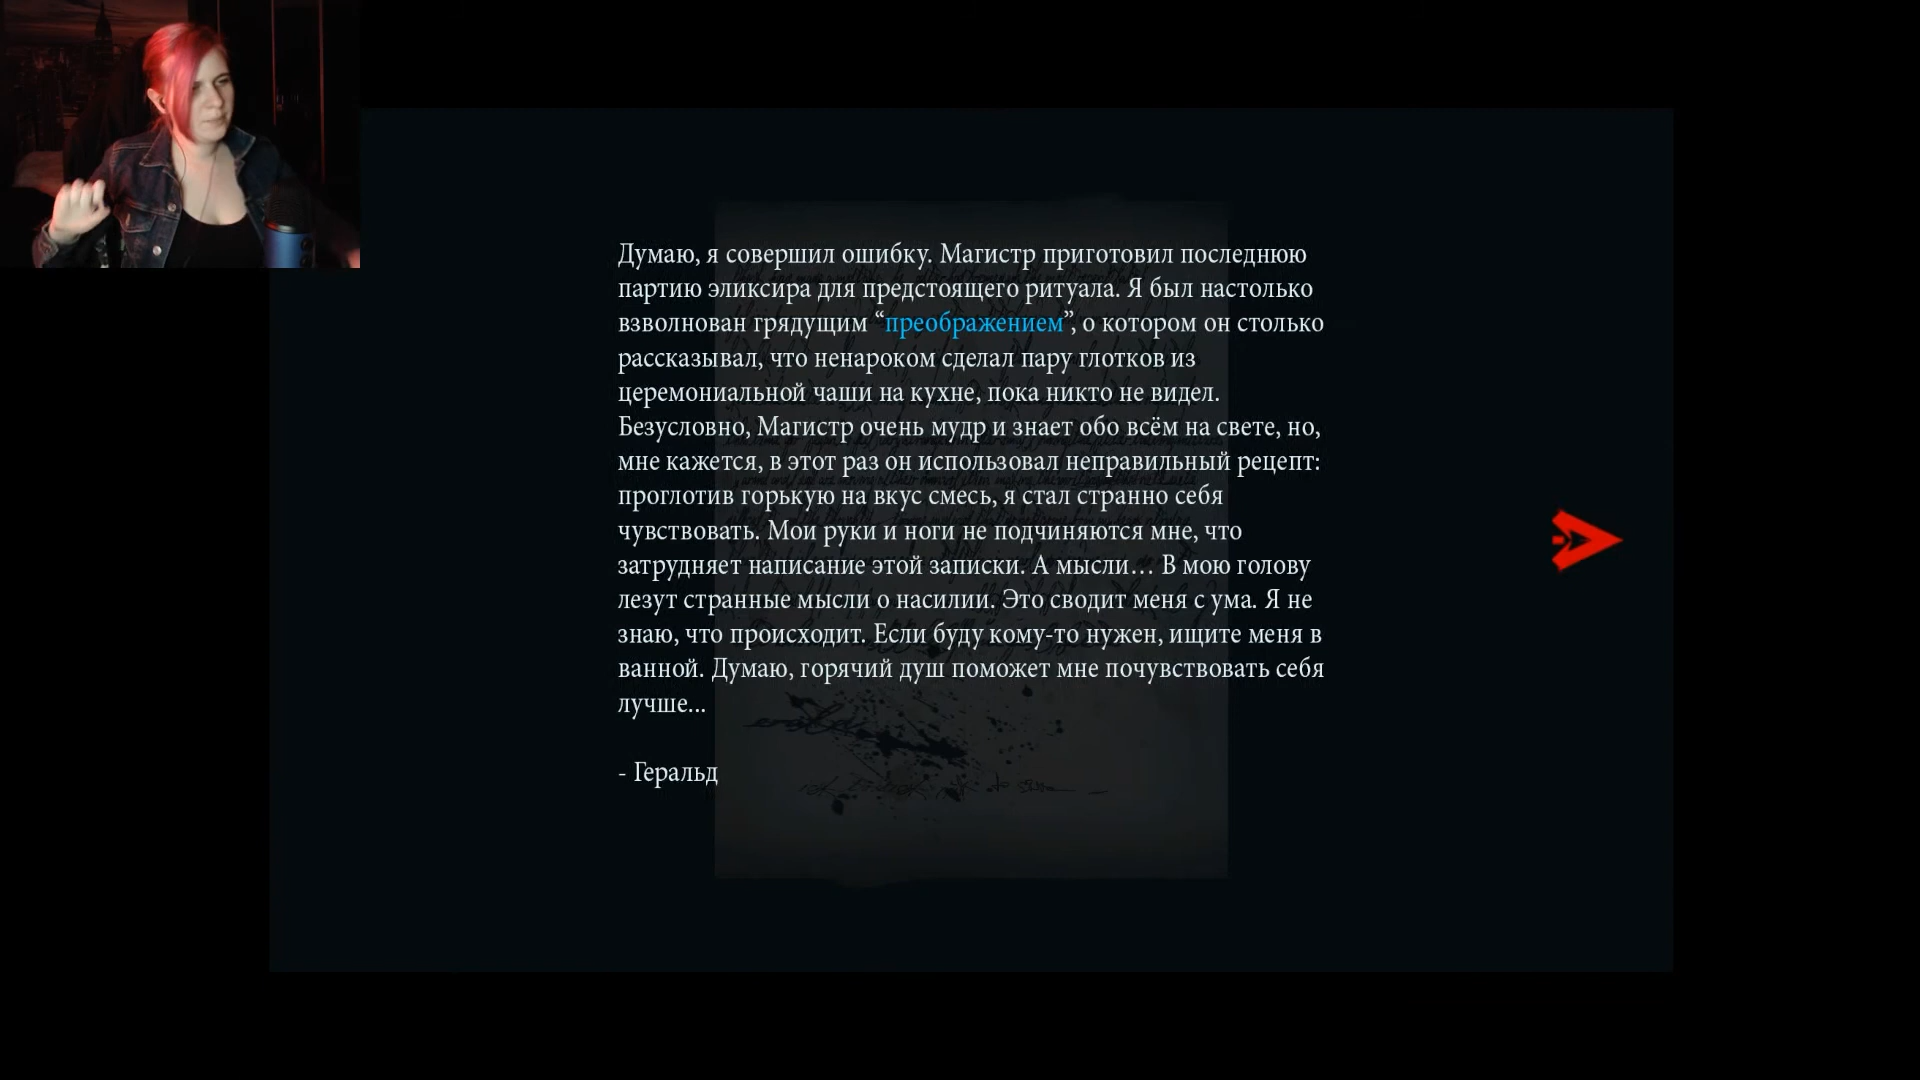 Думаю, я совершил ошибку. Магистр приготовил последнюю
партию эликсира для предстоящего ритуала. Я был настолько
взволнован грядущим “преображением”, о котором он столько
рассказывал, что ненароком сделал пару глотков из
церемониальной чаши на кухне, пока никто не видел.
Безусловно, Магистр очень мудр и знает обо всём на свете, но,
мне кажется, в этот раз он использовал неправильный рецепт:
проглотив горькую на вкус смесь, я стал странно себя
чувствовать. Мои руки и ноги не подчиняются мне, что
затрудняет написание этой записки. А мысли... В мою голову
лезут странные мысли о насилии. Это сводит меня с ума. Я не
знаю, что происходит. Если буду кому-то нужен, ищите меня в
ванной. Думаю, горячий душ поможет мне почувствовать себя
лучше...
- Геральд